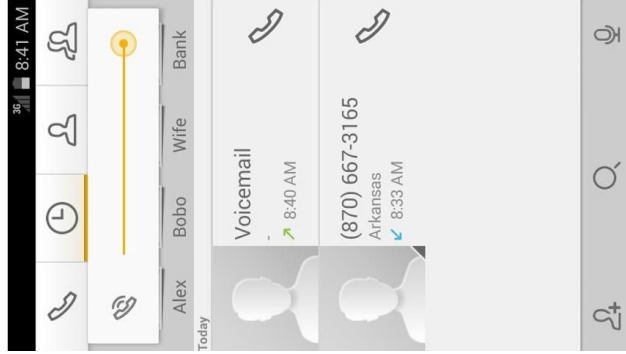 3G 8:41 AM
Alex Bobo Wife Bank
Today
Voicemail
-
8:40 AM
(870) 667-3165
Arkansas
8:33 AM